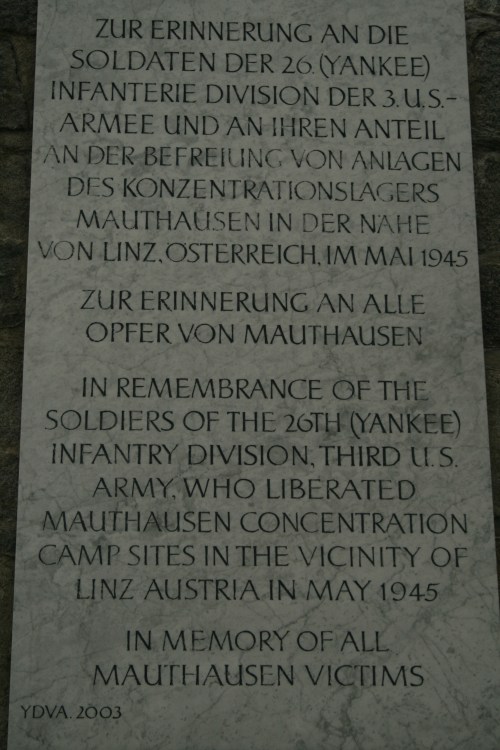 ZUR ERINNERUNG AN DIE
SOLDATEN DER 26. (YANKEE)
INFANTERIE DIVISION DER 3. U.S.-
ARMEE UND AN IHREN ANTEIL
AN DER BEFREIUNG VON ANLAGEN
DES KONZENTRATIONSLAGERS
MAUTHAUSEN IN DER NÄHE
VON LINZ, ÖSTERREICH, IM MAI 1945
ZUR ERINNERUNG AN ALLE
OPFER VON MAUTHAUSEN
IN REMEMBRANCE OF THE
SOLDIERS OF THE 26TH (YANKEE)
INFANTRY DIVISION, THIRD U.S.
ARMY, WHO LIBERATED
MAUTHAUSEN CONCENTRATION
CAMP SITES IN THE VICINITY OF
LINZ AUSTRIA IN MAY 1945
IN MEMORY OF ALL
MAUTHAUSEN VICTIMS
YDVA. 2003